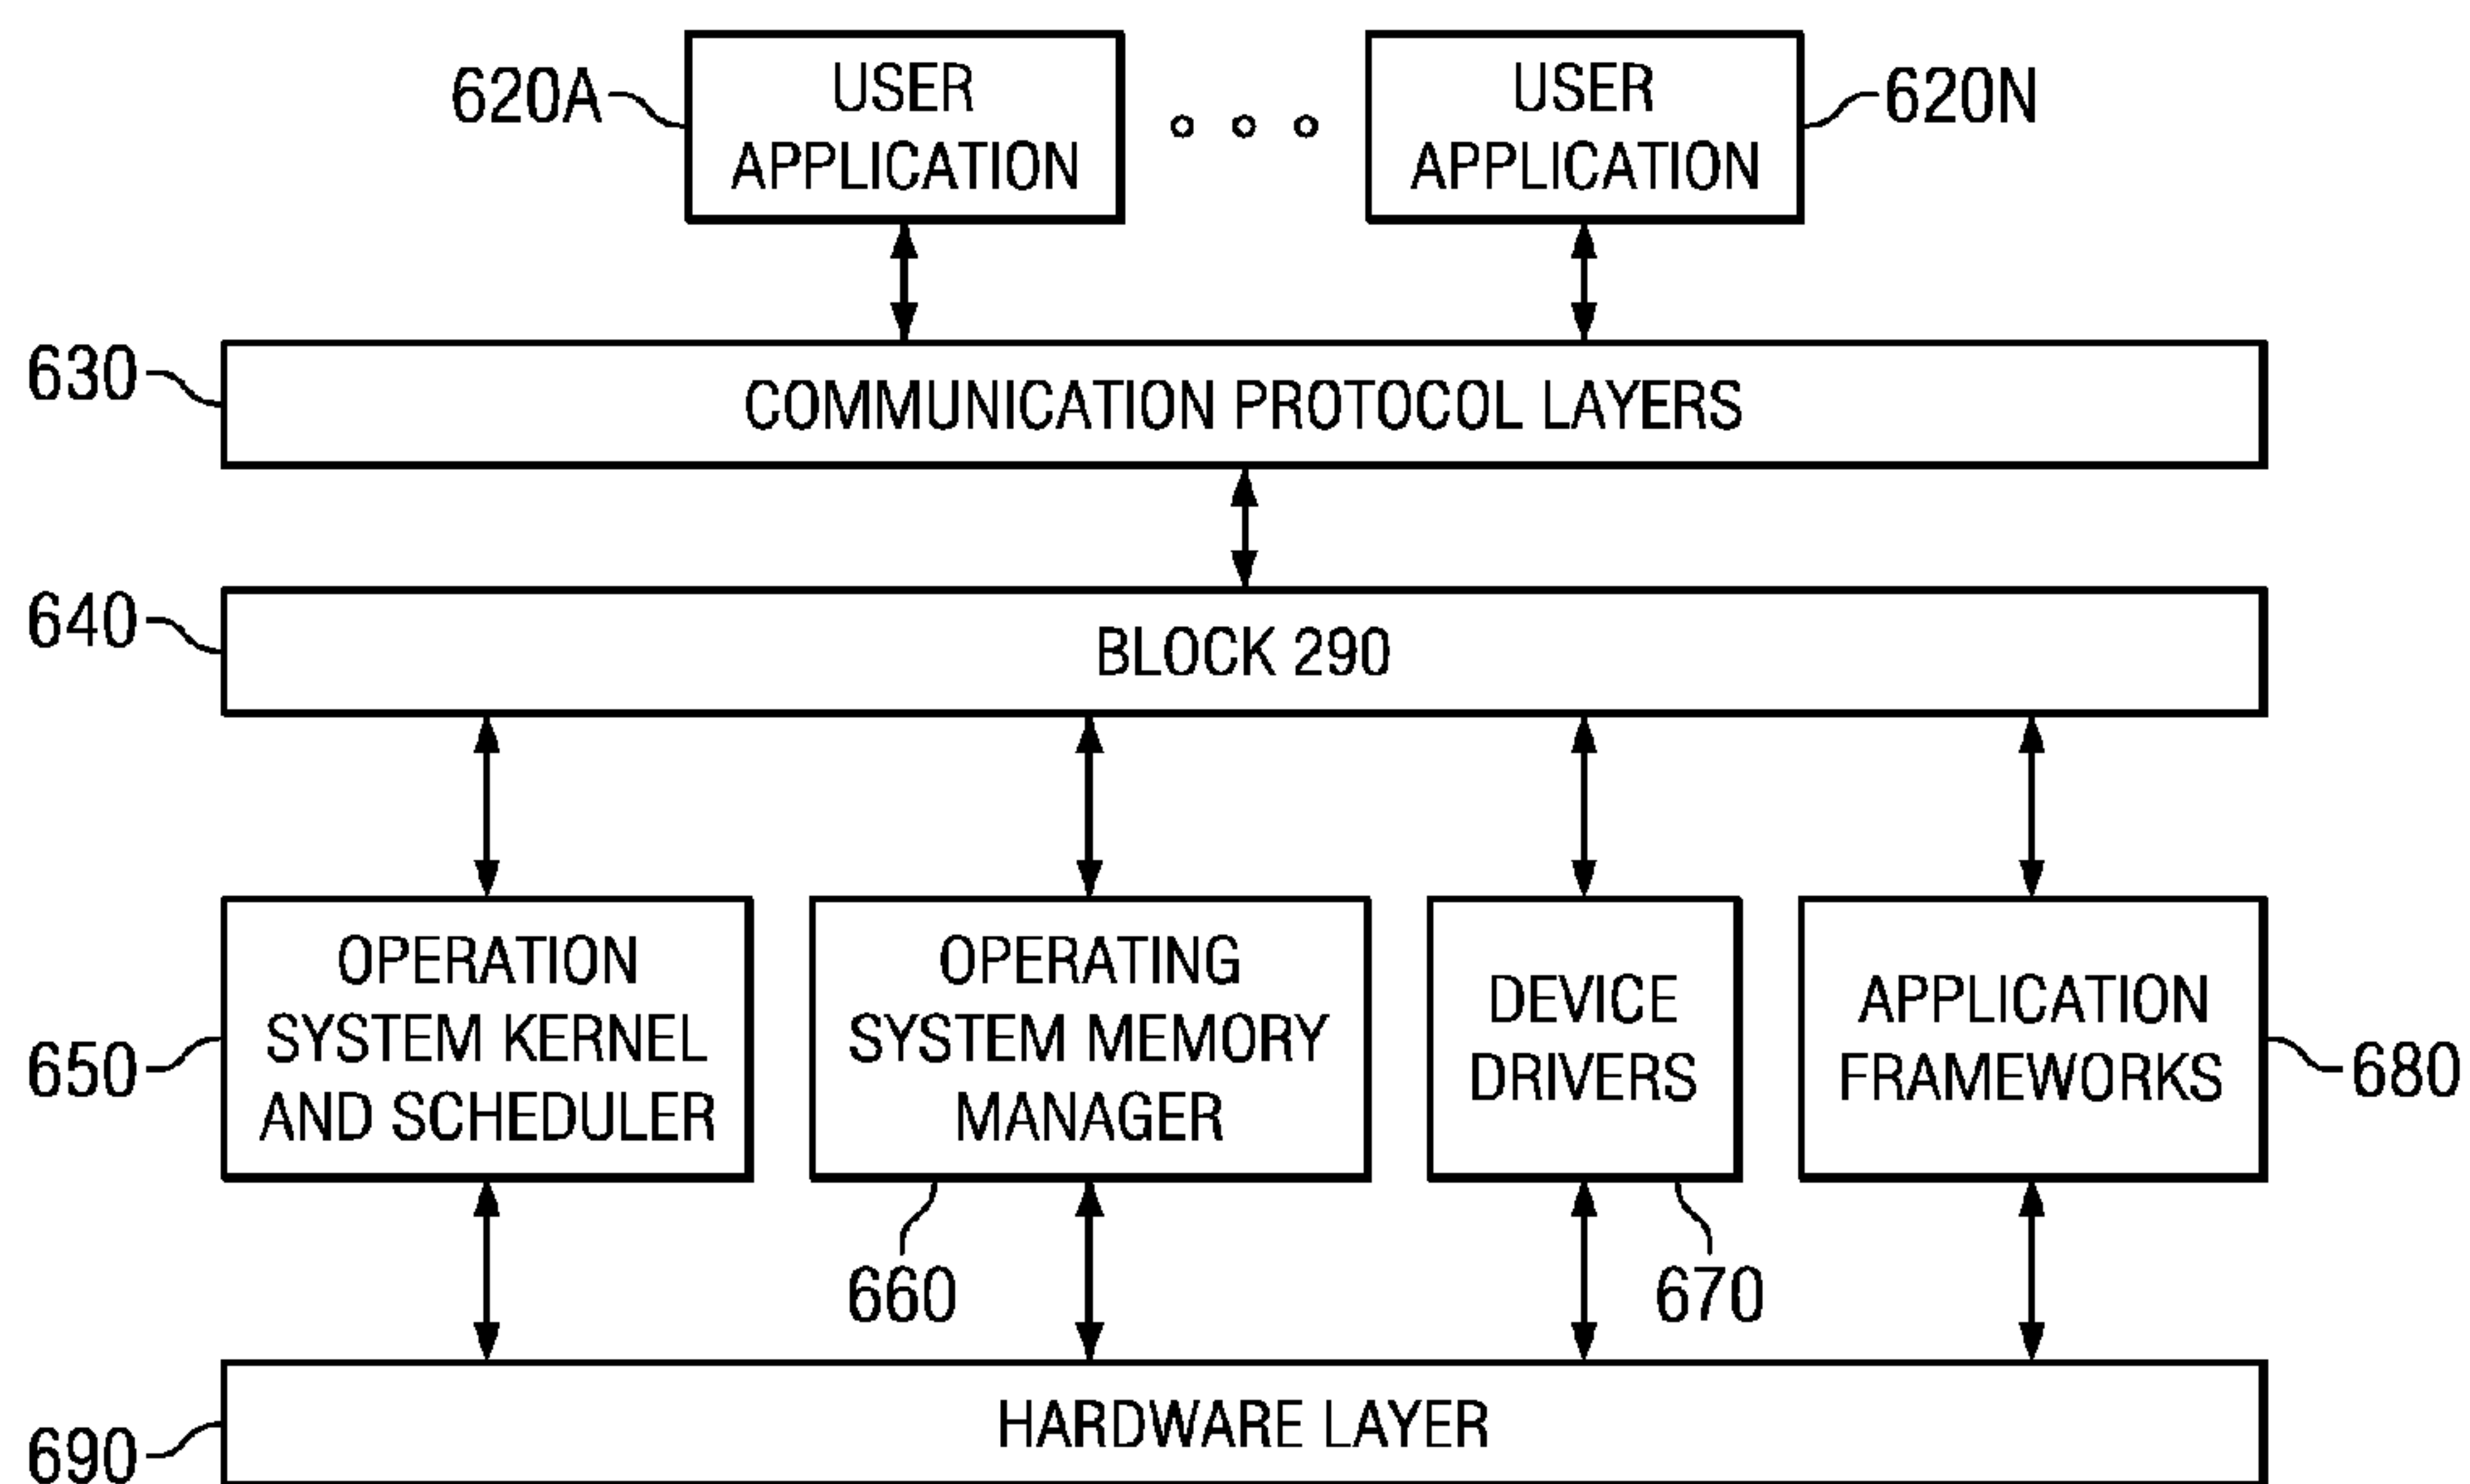 620A
USER
APPLICATION
USER
APPLICATION
620N
630
COMMUNICATION PROTOCOL LAYERS
640
BLOCK 290
650
OPERATION
SYSTEM KERNEL
AND SCHEDULER
OPERATING
SYSTEM MEMORY
MANAGER
660
DEVICE
DRIVERS
670
APPLICATION
FRAMEWORKS
680
690
HARDWARE LAYER